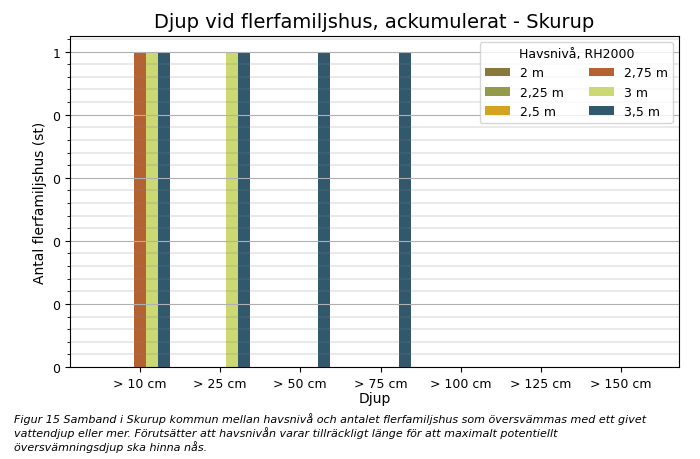 Djup vid flerfamiljshus, ackumulerat - Skurup
Havsnivå, RH2000
2 m
2,25 m
2,5 m
2,75 m
3 m
3,5 m
Antal flerfamiljshus (st)
1
0
0
0
0
0
> 10 cm > 25 cm > 50 cm > 75 cm > 100 cm > 125 cm > 150 cm
Djup
Figur 15 Samband i Skurup kommun mellan havsnivå och antalet flerfamiljshus som översvämmas med ett givet
vattendjup eller mer. Förutsätter att havsnivån varar tillräckligt länge för att maximalt potentiellt
översvämningsdjup ska hinna nås.